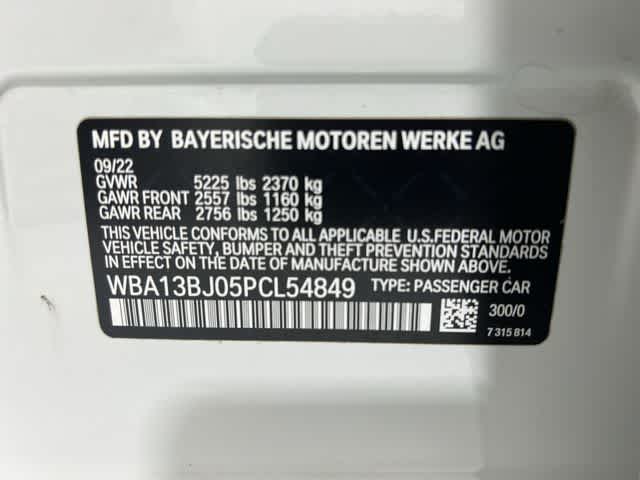 MFD BY BAYERISCHE MOTOREN WERKE AG
09/22
GVWR 5225 lbs 2370 kg
GAWR FRONT 2557 lbs 1160 kg
GAWR REAR 2756 lbs 1250 kg
THIS VEHICLE CONFORMS TO ALL APPLICABLE U.S.FEDERAL MOTOR
VEHICLE SAFETY, BUMPER AND THEFT PREVENTION STANDARDS
IN EFFECT ON THE DATE OF MANUFACTURE SHOWN ABOVE.
WBA13BJ05PCL54849 TYPE: PASSENGER CAR
300/0
7 315 814